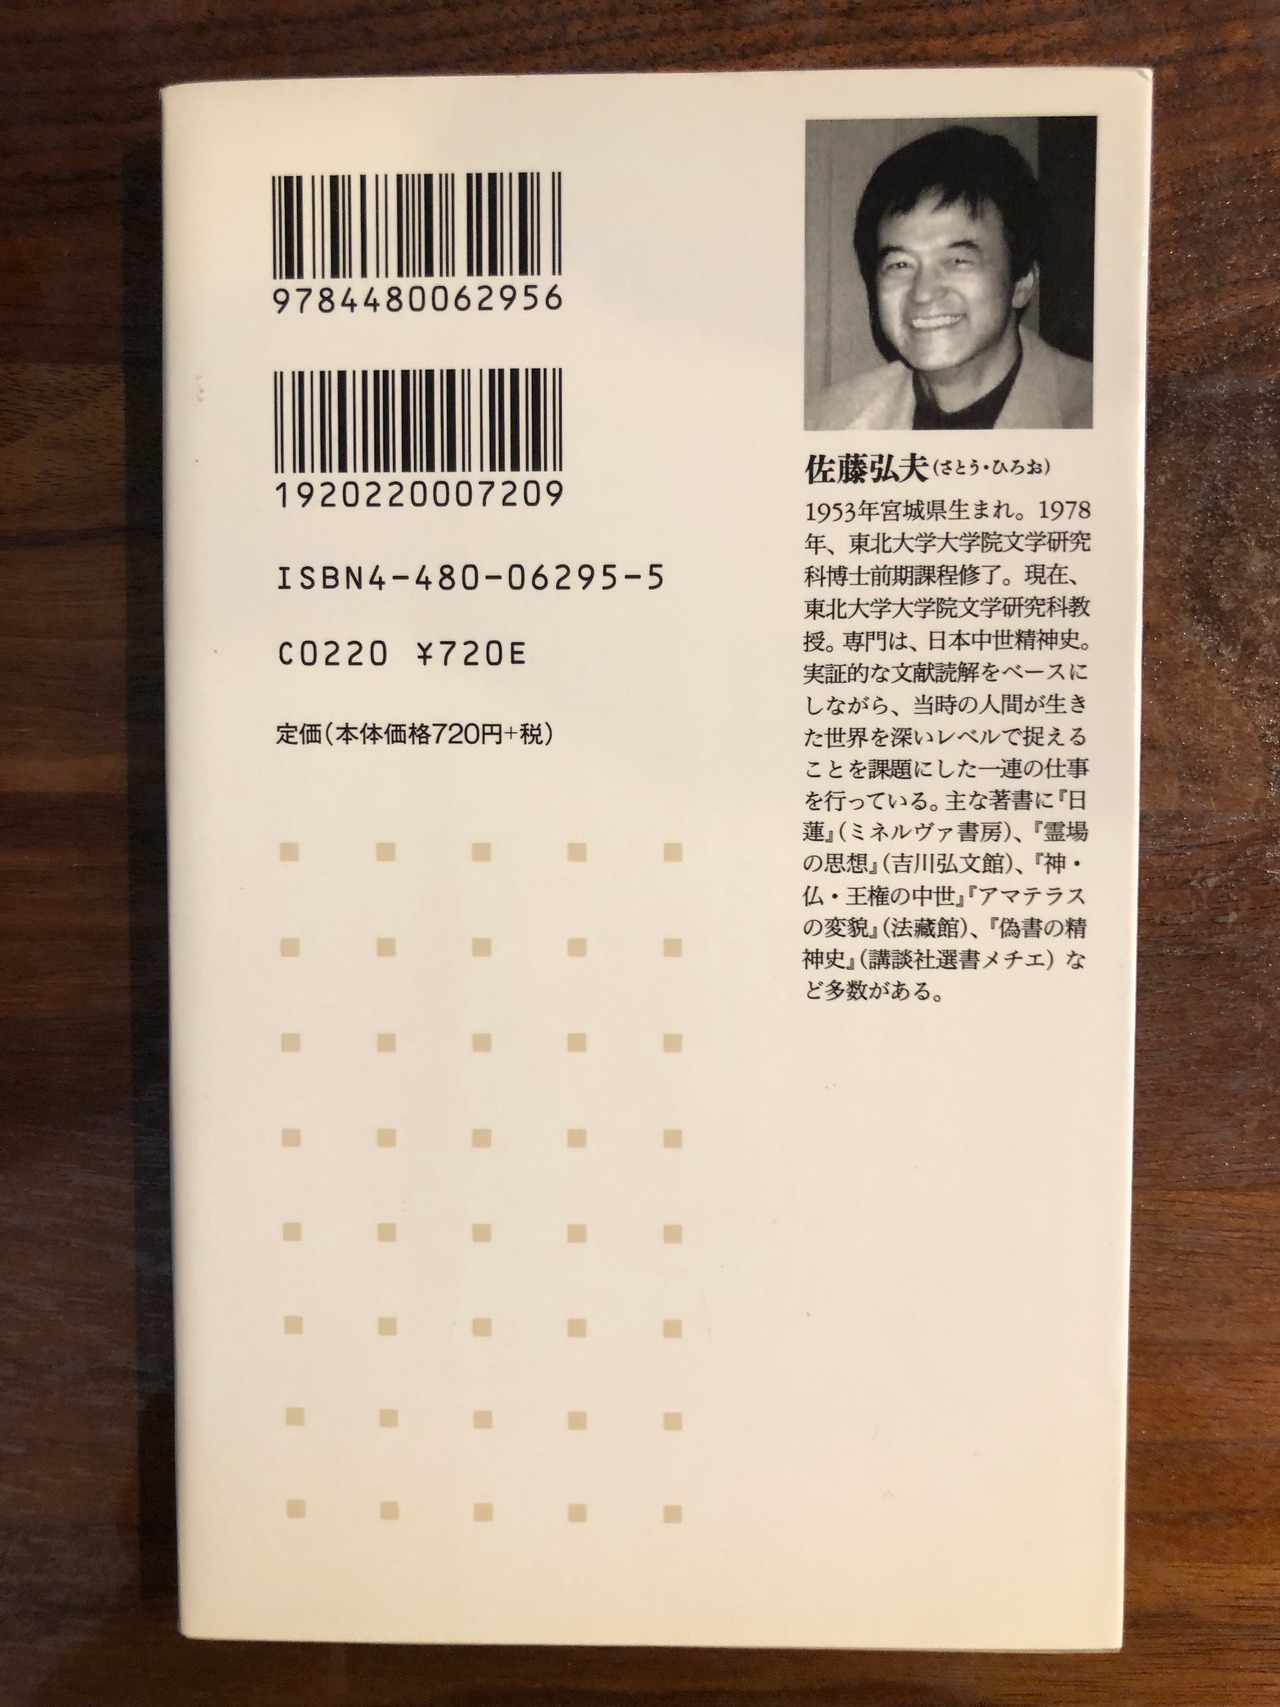 9784480062956
1920220007209
ISBN4-480-06295-5
C0220 ¥720E
定価(本体価格720円+税)
佐藤弘夫(さとう・ひろお)
1953年宮城県生まれ。1978
年、東北大学大学院文学研究
科博士前期課程修了。現在、
東北大学大学院文学研究科教
授。専門は、日本中世精神史。
実証的な文献読解をベースに
しながら、当時の人間が生き
た世界を深いレベルで捉える
ことを課題にした一連の仕事
を行っている。主な著書に『日
蓮』(ミネルヴァ書房)、『霊場
の思想』(吉川弘文館)、『神・
仏・王権の中世』『アマテラス
の変貌』(法藏館)、『偽書の精
神史』(講談社選書メチエ) な
ど多数がある。